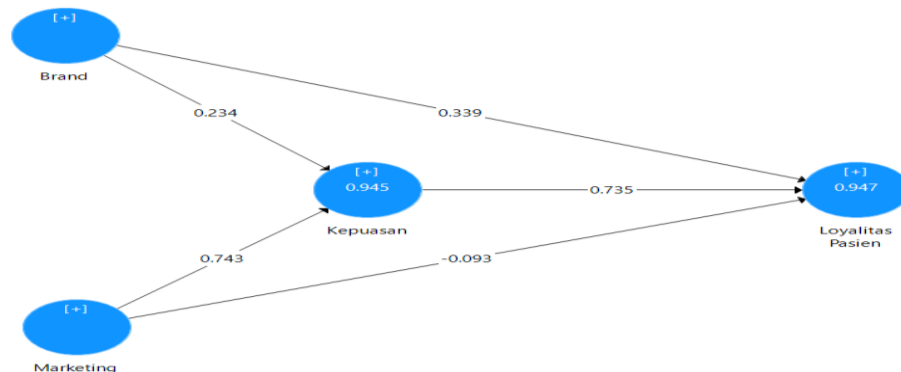 [+]
Brand
0.234
0.339
[+]
0.945
Kepuasan
0.735
[+]
0.947
Loyalitas
Pasien
0.743
-0.093
[+]
Marketing